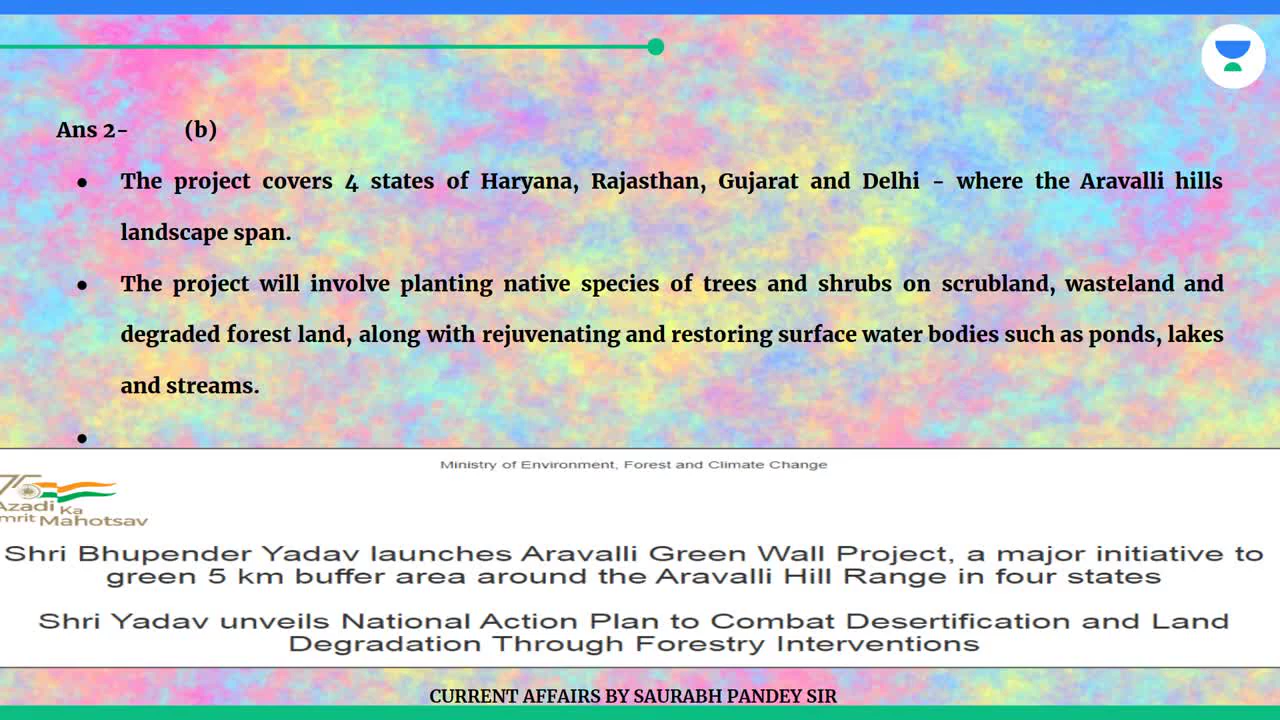 Ans 2- (b)
● The project covers 4 states of Haryana, Rajasthan, Gujarat and Delhi - where the Aravalli hills
landscape span.
● The project will involve planting native species of trees and shrubs on scrubland, wasteland and
degraded forest land, along with rejuvenating and restoring surface water bodies such as ponds, lakes
and streams.
●
Ministry of Environment, Forest and Climate Change
75
Azadi Ka
mrit Mahotsav
Shri Bhupender Yadav launches Aravalli Green Wall Project, a major initiative to
green 5 km buffer area around the Aravalli Hill Range in four states
Shri Yadav unveils National Action Plan to Combat Desertification and Land
Degradation Through Forestry Interventions
CURRENT AFFAIRS BY SAURABH PANDEY SIR